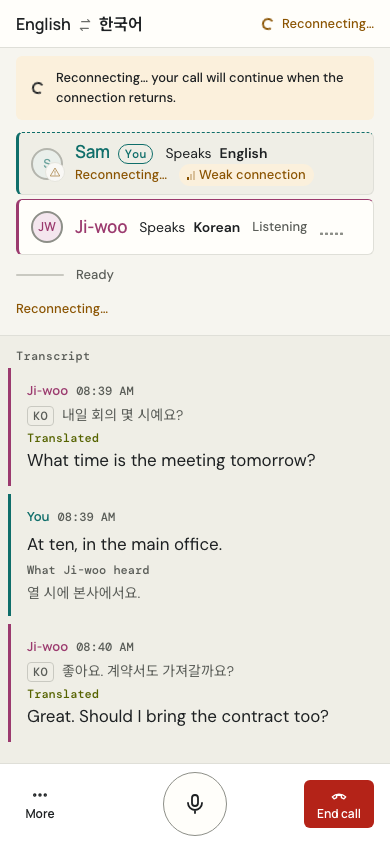 English ⇌ 한국어
Reconnecting…
Reconnecting… your call will continue when the
connection returns.
S
Sam You Speaks English
Reconnecting… Weak connection
JW Ji-woo Speaks Korean Listening
Ready
Reconnecting…
Transcript
Ji-woo 08:39 AM
KO 내일 회의 몇 시예요?
Translated
What time is the meeting tomorrow?
You 08:39 AM
At ten, in the main office.
What Ji-woo heard
열 시에 본사에서요.
Ji-woo 08:40 AM
KO 좋아요. 계약서도 가져갈까요?
Translated
Great. Should I bring the contract too?
More
End call